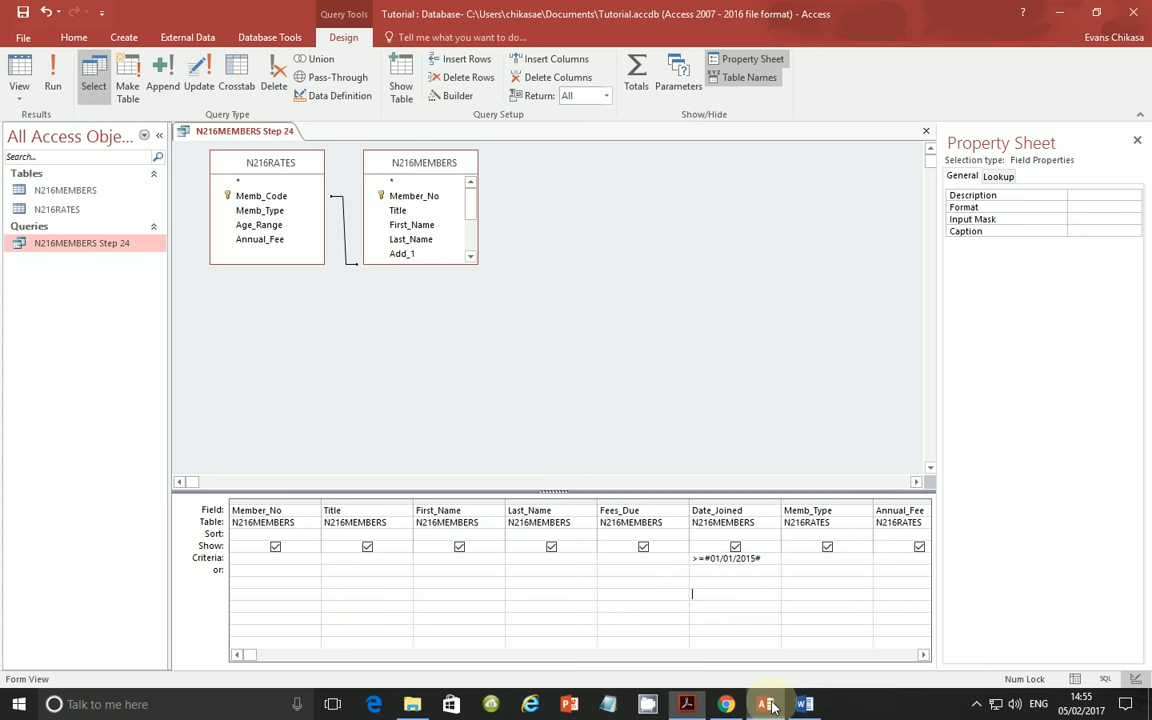 Query Tools
Tutorial : Database- C:\Users\chikasae\Documents\Tutorial.accdb (Access 2007 - 2016 file format) - Access
?
File
Home
Create
External Data
Database Tools
Design
Tell me what you want to do...
Evans Chikasa
View
Run
Select
Make Table
Append
Update
Crosstab
Delete
Union
Pass-Through
Data Definition
Show Table
Insert Rows
Delete Rows
Builder
Insert Columns
Delete Columns
Return: All
Totals
Parameters
Property Sheet
Table Names
Results
Query Type
Query Setup
Show/Hide
All Access Obje...
Search...
Tables
N216MEMBERS
N216RATES
Queries
N216MEMBERS Step 24
N216MEMBERS Step 24
N216RATES
*
Memb_Code
Memb_Type
Age_Range
Annual_Fee
N216MEMBERS
*
Member_No
Title
First_Name
Last_Name
Add_1
Property Sheet
Selection type: Field Properties
General Lookup
Description
Format
Input Mask
Caption
Field: Member_No Title First_Name Last_Name Fees_Due Date_Joined Memb_Type Annual_Fee
Table: N216MEMBERS N216MEMBERS N216MEMBERS N216MEMBERS N216MEMBERS N216MEMBERS N216RATES N216RATES
Sort:
Show:
Criteria: >=#01/01/2015#
or:
Form View
Num Lock
SQL
Talk to me here
ENG
14:55
05/02/2017